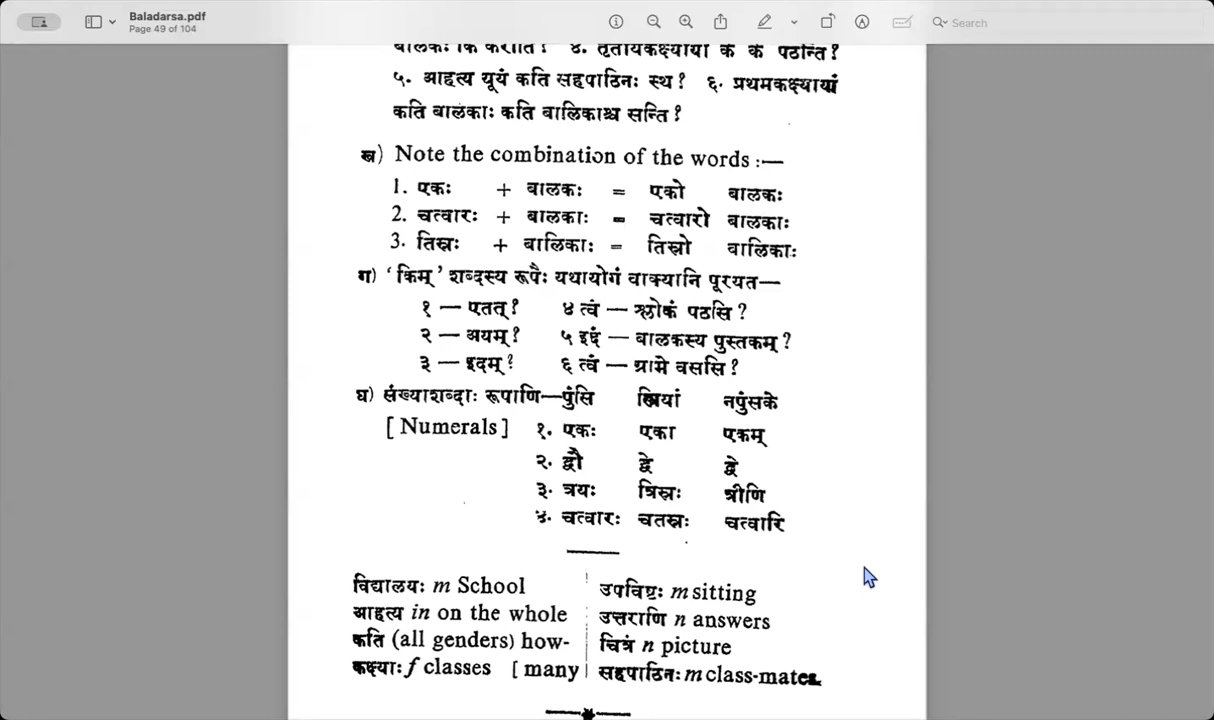 Baladarsa.pdf
Page 49 of 104
Search
बालकः किं करोति? ४. तृतीयकक्ष्यायां के के पठन्ति?
५. आहत्य यूयं कति सहपाठिनः स्थ? ६. प्रथमकक्ष्यायां
कति बालकाः कति बालिकाश्च सन्ति?
ख) Note the combination of the words :—
1. एकः + बालकः = एको बालकः
2. चत्वारः + बालकाः = चत्वारो बालकाः
3. तिस्रः + बालिकाः = तिस्रो बालिकाः
ग) ‘किम्’ शब्दस्य रूपैः यथायोगं वाक्यानि पूरयत—
१ — एतत्? ४ त्वं — श्लोकं पठसि?
२ — अयम्? ५ इदं — बालकस्य पुस्तकम्?
३ — इदम्? ६ त्वं — ग्रामे वससि?
घ) संख्याशब्दाः रूपाणि—पुंसि स्त्रियां नपुंसके
[ Numerals ] १. एकः एका एकम्
२. द्वौ द्वे द्वे
३. त्रयः त्रिस्रः त्रीणि
४. चत्वारः चतस्रः चत्वारि
विद्यालयः m School
आहत्य in on the whole
कति (all genders) how-
कक्ष्याः f classes [ many
उपविष्टः m sitting
उत्तराणि n answers
चित्रं n picture
सहपाठिनः m class-mates.